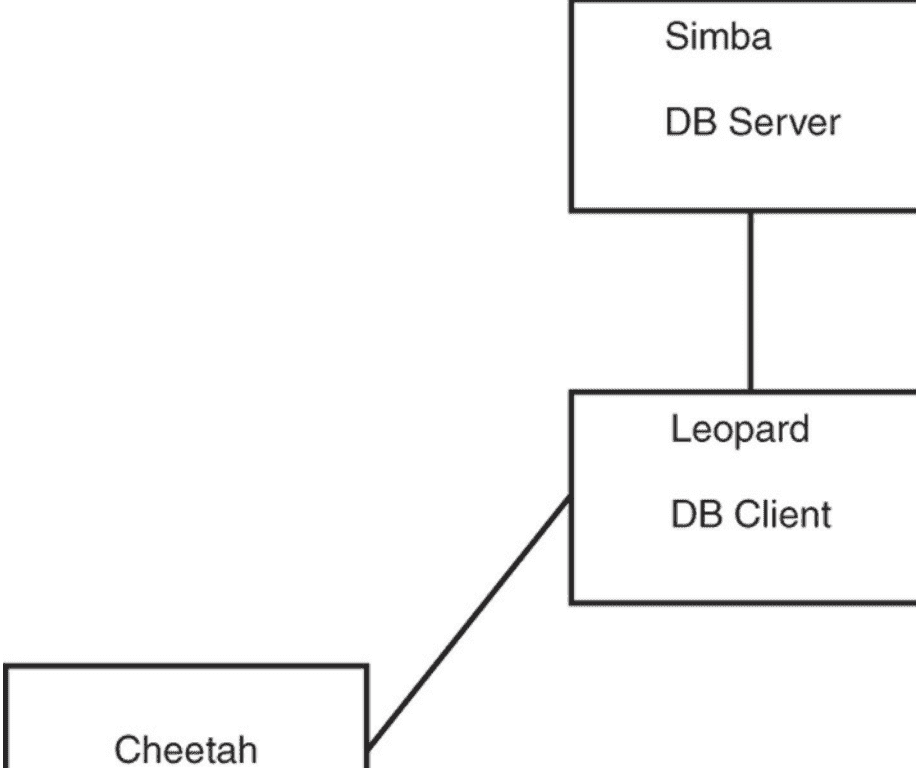 Simba
DB Server
Leopard
DB Client
Cheetah